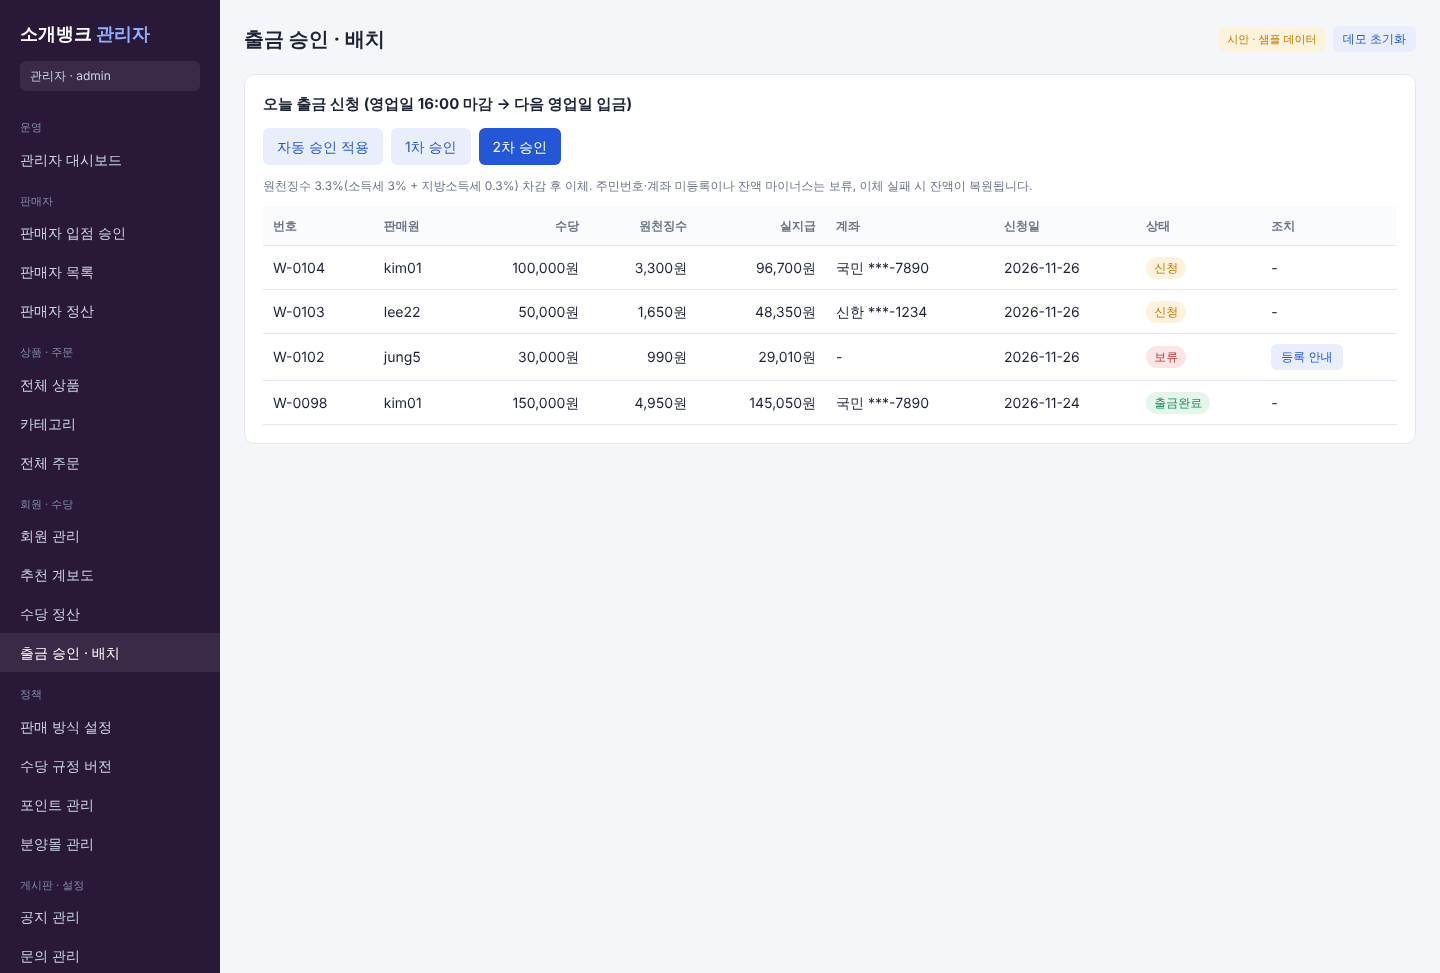 소개뱅크 관리자
관리자 · admin
운영
관리자 대시보드
판매자
판매자 입점 승인
판매자 목록
판매자 정산
상품 · 주문
전체 상품
카테고리
전체 주문
회원 · 수당
회원 관리
추천 계보도
수당 정산
출금 승인 · 배치
정책
판매 방식 설정
수당 규정 버전
포인트 관리
분양몰 관리
게시판 · 설정
공지 관리
문의 관리
출금 승인 · 배치
시안 · 샘플 데이터 데모 초기화
오늘 출금 신청 (영업일 16:00 마감 → 다음 영업일 입금)
자동 승인 적용 1차 승인 2차 승인
원천징수 3.3%(소득세 3% + 지방소득세 0.3%) 차감 후 이체. 주민번호·계좌 미등록이나 잔액 마이너스는 보류, 이체 실패 시 잔액이 복원됩니다.
번호 판매원 수당 원천징수 실지급 계좌 신청일 상태 조치
W-0104 kim01 100,000원 3,300원 96,700원 국민 ***-7890 2026-11-26 신청 -
W-0103 lee22 50,000원 1,650원 48,350원 신한 ***-1234 2026-11-26 신청 -
W-0102 jung5 30,000원 990원 29,010원 - 2026-11-26 보류 등록 안내
W-0098 kim01 150,000원 4,950원 145,050원 국민 ***-7890 2026-11-24 출금완료 -